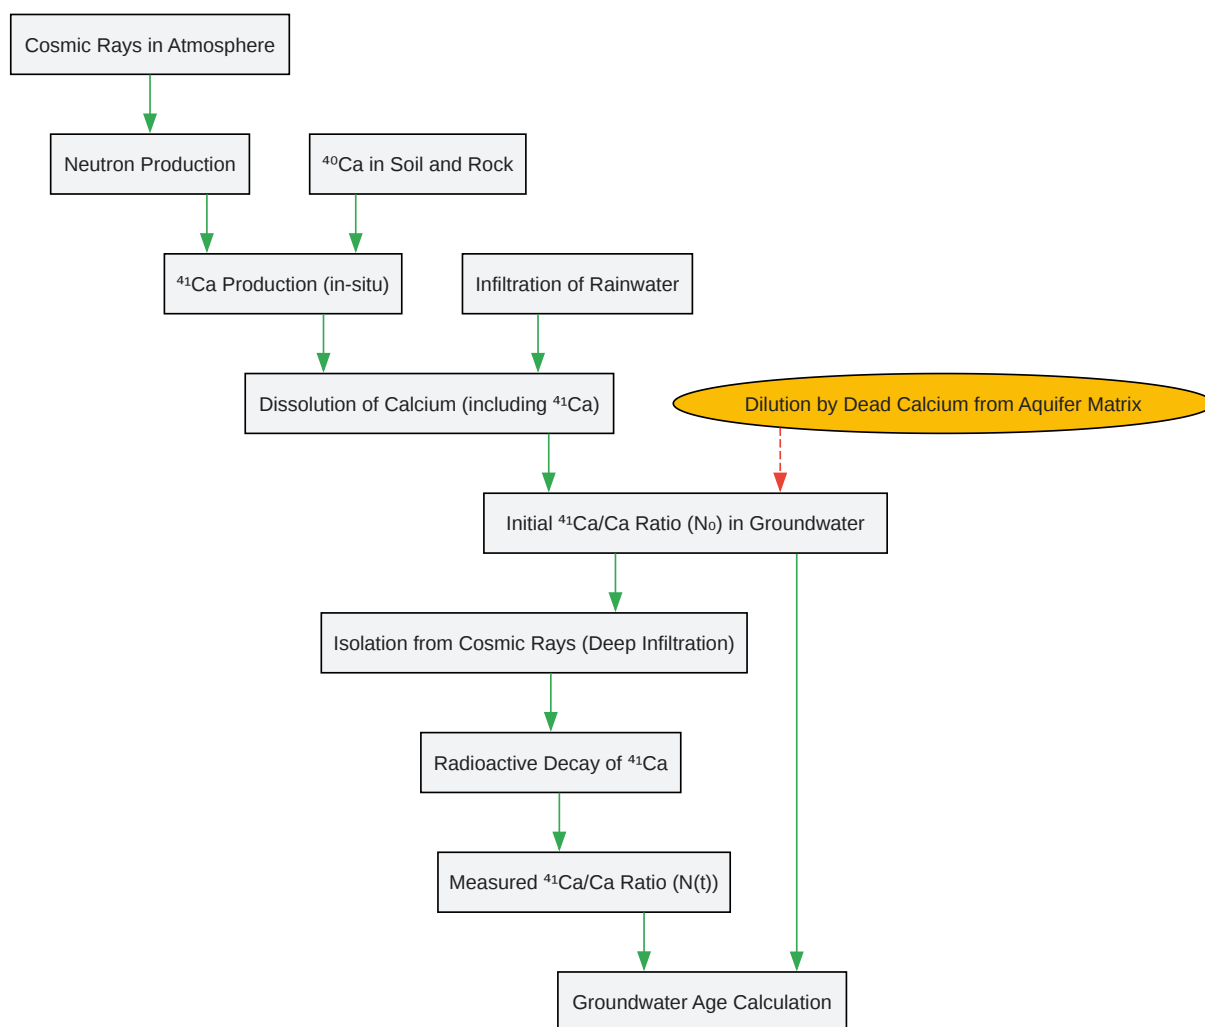 Cosmic Rays in Atmosphere
Neutron Production
⁴⁰Ca in Soil and Rock
⁴¹Ca Production (in-situ)
Infiltration of Rainwater
Dissolution of Calcium (including ⁴¹Ca)
Dilution by Dead Calcium from Aquifer Matrix
Initial ⁴¹Ca/Ca Ratio (N₀) in Groundwater
Isolation from Cosmic Rays (Deep Infiltration)
Radioactive Decay of ⁴¹Ca
Measured ⁴¹Ca/Ca Ratio (N(t))
Groundwater Age Calculation